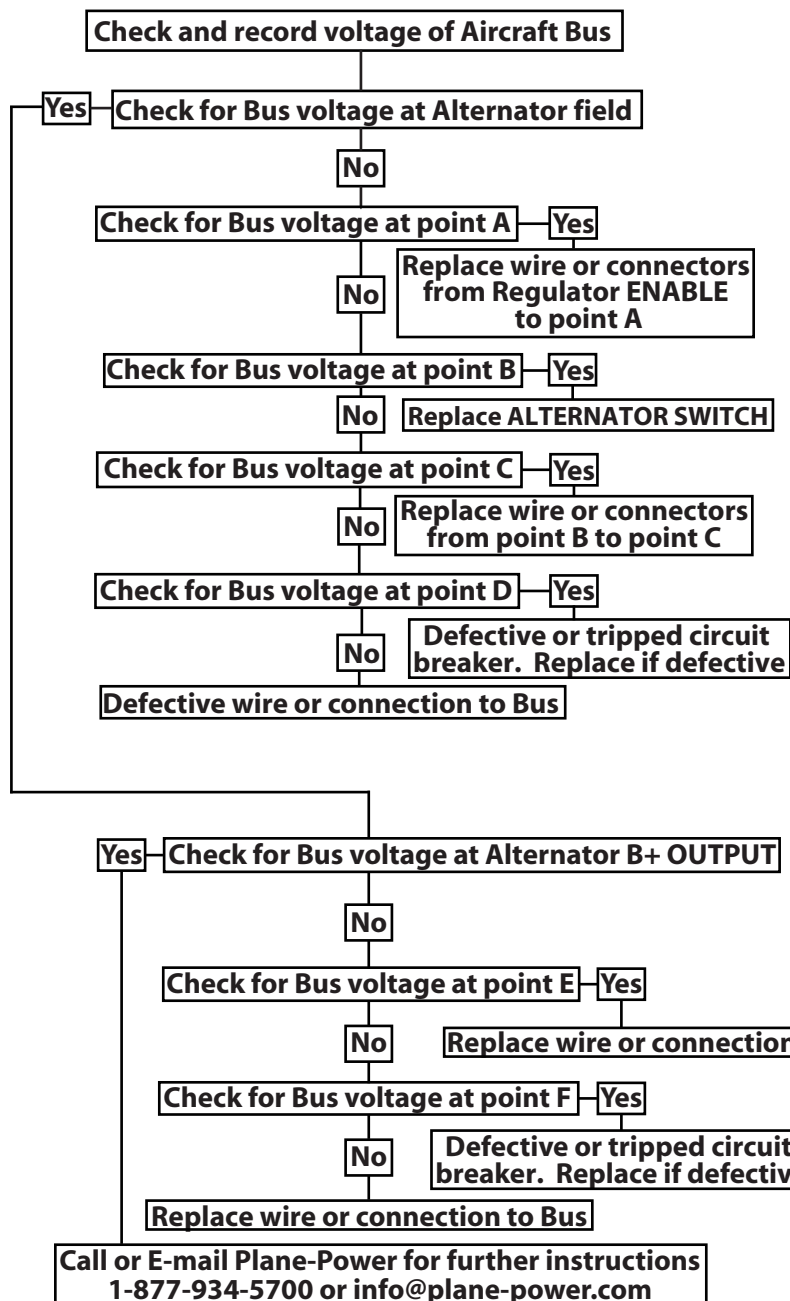 Check and record voltage of Aircraft Bus
Yes
Check for Bus voltage at Alternator field
No
Check for Bus voltage at point A
Yes
Replace wire or connectors
from Regulator ENABLE
to point A
No
Check for Bus voltage at point B
Yes
Replace ALTERNATOR SWITCH
No
Check for Bus voltage at point C
Yes
Replace wire or connectors
from point B to point C
No
Check for Bus voltage at point D
Yes
Defective or tripped circuit
breaker. Replace if defective
No
Defective wire or connection to Bus
Yes
Check for Bus voltage at Alternator B+ OUTPUT
No
Check for Bus voltage at point E
Yes
Replace wire or connection
No
Check for Bus voltage at point F
Yes
Defective or tripped circuit
breaker. Replace if defectiv
No
Replace wire or connection to Bus
Call or E-mail Plane-Power for further instructions
1-877-934-5700 or info@plane-power.com